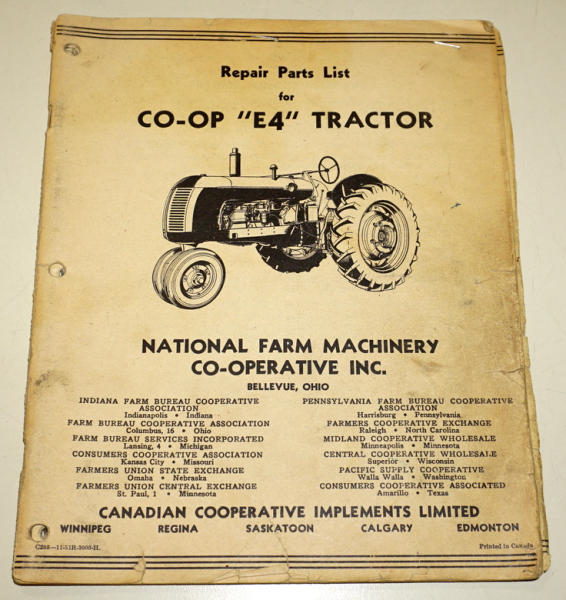 Repair Parts List
for
CO-OP "E4" TRACTOR
NATIONAL FARM MACHINERY
CO-OPERATIVE INC.
BELLEVUE, OHIO
INDIANA FARM BUREAU COOPERATIVE
ASSOCIATION
Indianapolis • Indiana
FARM BUREAU COOPERATIVE ASSOCIATION
Columbus, 16 • Ohio
FARM BUREAU SERVICES INCORPORATED
Lansing, 4 • Michigan
CONSUMERS COOPERATIVE ASSOCIATION
Kansas City • Missouri
FARMERS UNION STATE EXCHANGE
Omaha • Nebraska
FARMERS UNION CENTRAL EXCHANGE
St. Paul, 1 • Minnesota
PENNSYLVANIA FARM BUREAU COOPERATIVE
ASSOCIATION
Harrisburg • Pennsylvania
FARMERS COOPERATIVE EXCHANGE
Raleigh • North Carolina
MIDLAND COOPERATIVE WHOLESALE
Minneapolis • Minnesota
CENTRAL COOPERATIVE WHOLESALE
Superior • Wisconsin
PACIFIC SUPPLY COOPERATIVE
Walla Walla • Washington
CONSUMERS COOPERATIVE ASSOCIATED
Amarillo • Texas
CANADIAN COOPERATIVE IMPLEMENTS LIMITED
WINNIPEG REGINA SASKATOON CALGARY EDMONTON
Printed in Canada